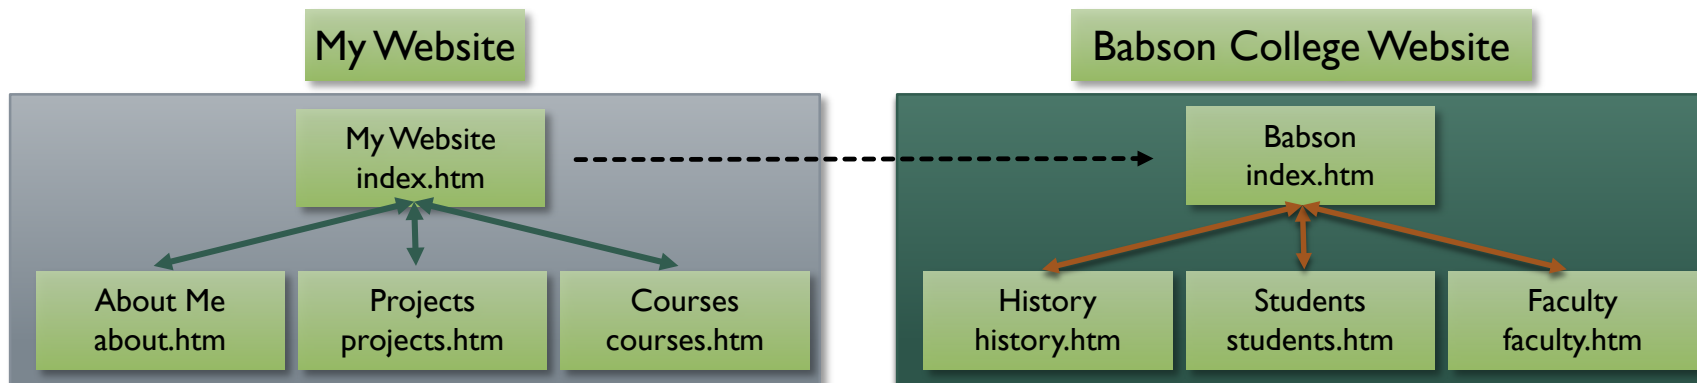 My Website
Babson College Website
My Website
index.htm
Babson
index.htm
About Me
about.htm
Projects
projects.htm
Courses
courses.htm
History
history.htm
Students
students.htm
Faculty
faculty.htm